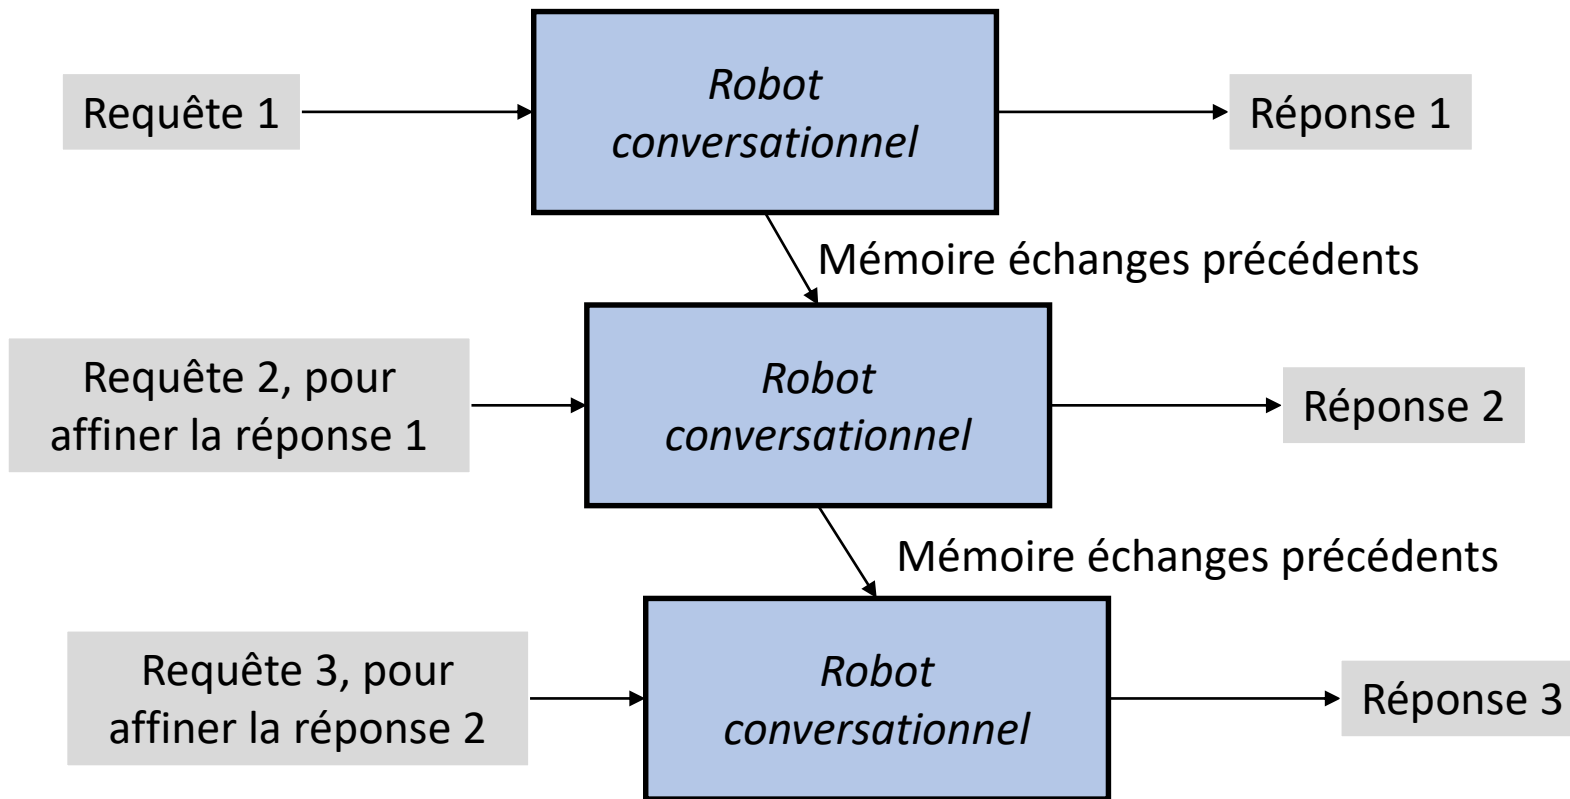 Requête 1
Robot
conversationnel
Réponse 1
Mémoire échanges précédents
Requête 2, pour
affiner la réponse 1
Robot
conversationnel
Réponse 2
Mémoire échanges précédents
Requête 3, pour
affiner la réponse 2
Robot
conversationnel
Réponse 3